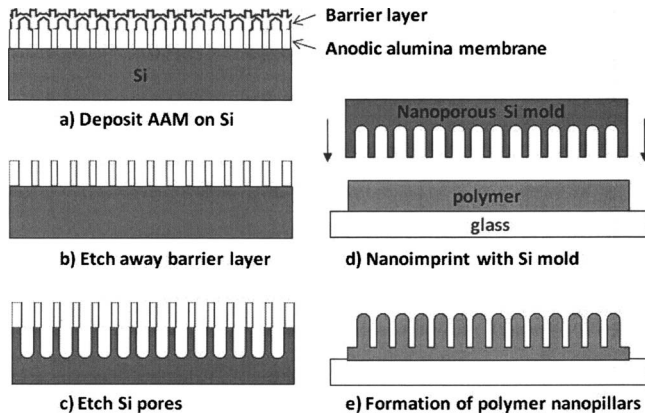 Barrier layer
Anodic alumina membrane
Si
a) Deposit AAM on Si
b) Etch away barrier layer
c) Etch Si pores
Nanoporous Si mold
polymer
glass
d) Nanoimprint with Si mold
e) Formation of polymer nanopillars